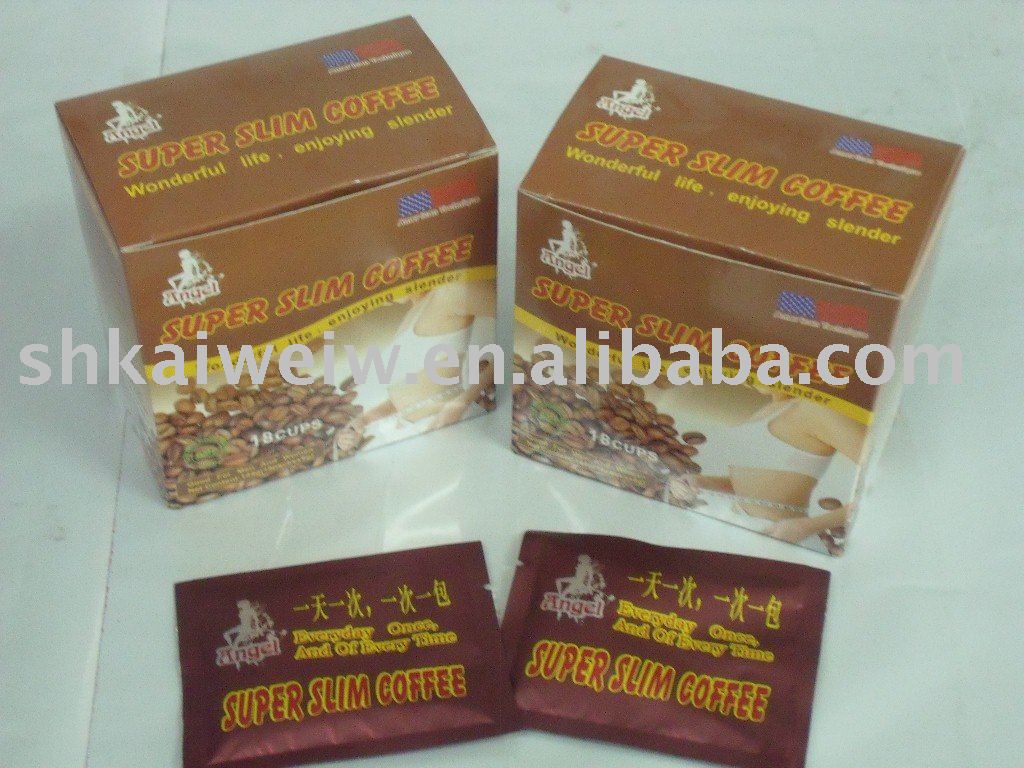 Angel
SUPER SLIM COFFEE
Wonderful life , enjoying slender
Angel
SUPER SLIM COFFEE
enjoying slender
18CUPS
Angel
SUPER SLIM COFFEE
Wonderful life , enjoying slender
Angel
SUPER SLIM COFFEE
slender
18CUPS
shkaiweiw.en.alibaba.com
Angel
一天一次，一次一包
Everyday Once,
And Of Every Time
SUPER SLIM COFFEE
Angel
一天一次，一次一包
Everyday Once,
And Of Every Time
SUPER SLIM COFFEE